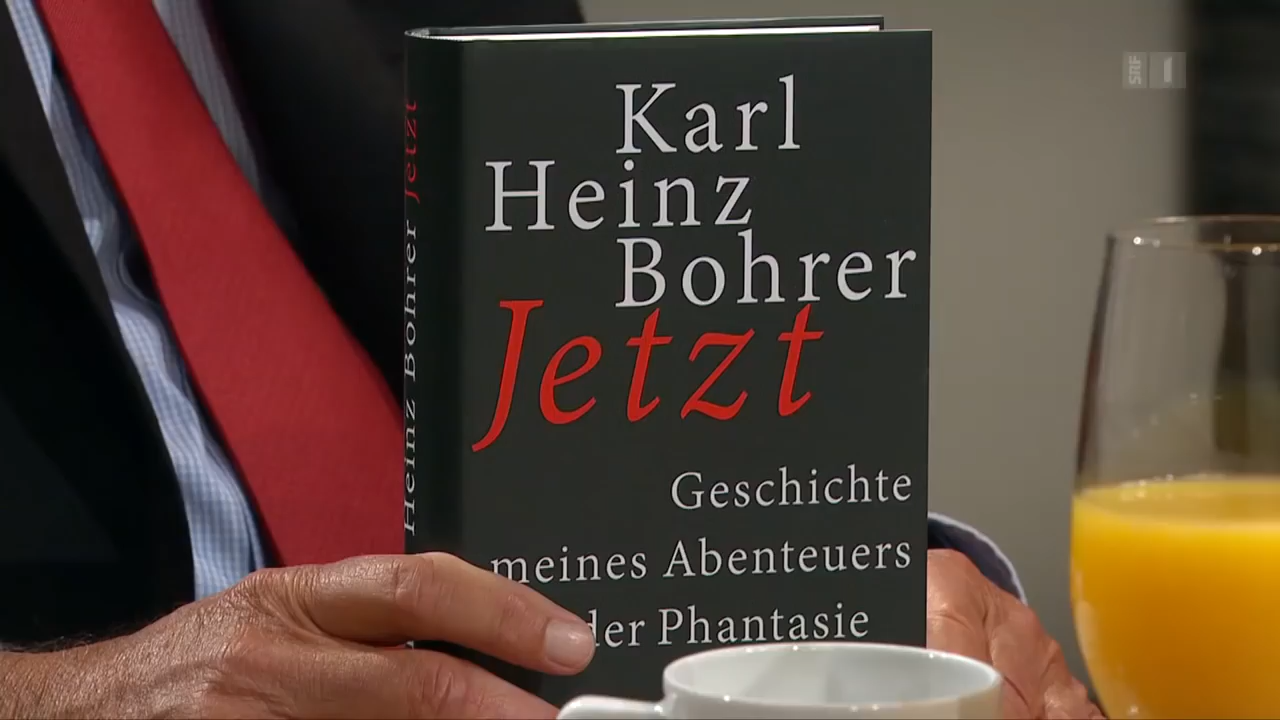 Karl
Heinz
Bohrer
Jetzt
Geschichte
meines Abenteuers
der Phantasie
Heinz Bohrer Jetzt
SRF 1